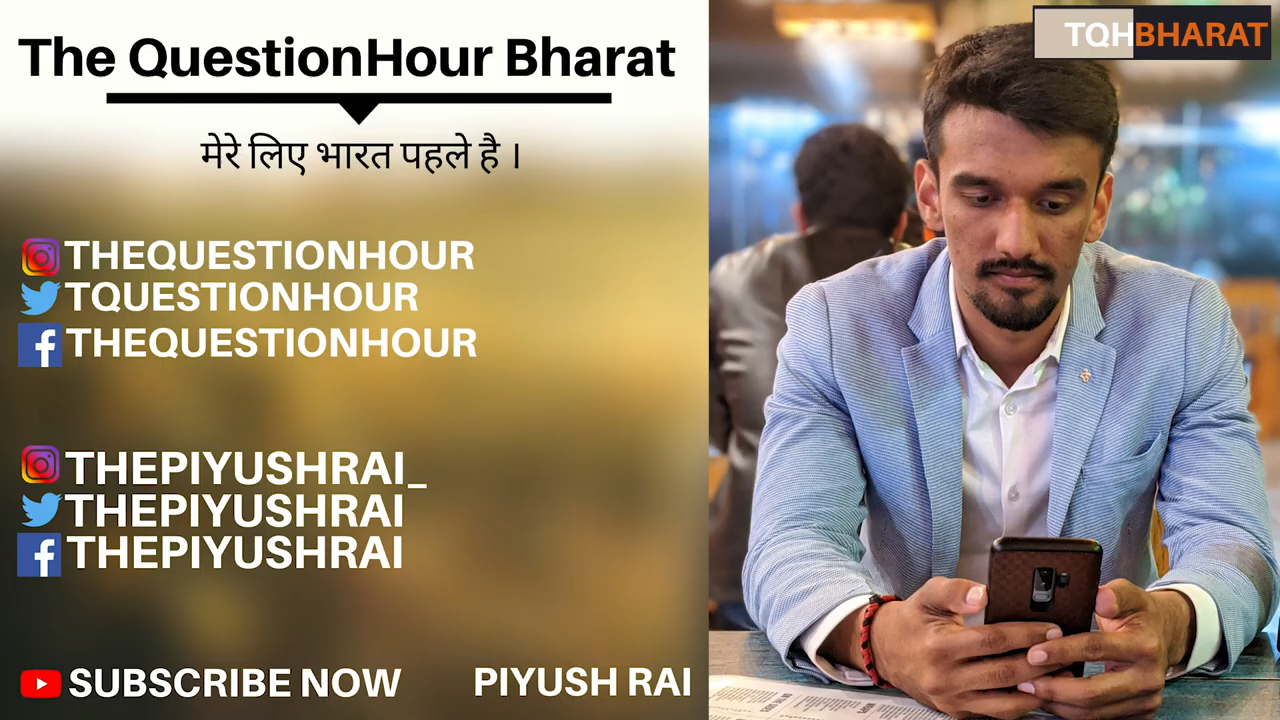 The QuestionHour Bharat
मेरे लिए भारत पहले है ।
THEQUESTIONHOUR
TQUESTIONHOUR
THEQUESTIONHOUR
THEPIYUSHRAI_
THEPIYUSHRAI
THEPIYUSHRAI
SUBSCRIBE NOW
PIYUSH RAI
TQHBHARAT